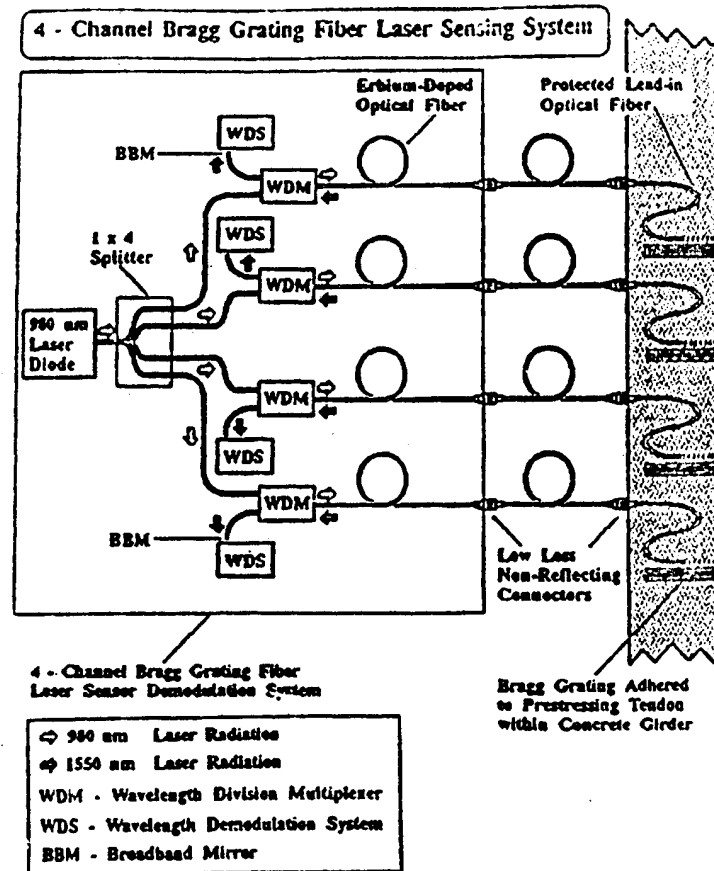 4 - Channel Bragg Grating Fiber Laser Sensing System
Erbium-Doped
Optical Fiber
Protected Lead-in
Optical Fiber
WDS
BBM
WDM
1 x 4
Splitter
WDS
WDM
980 nm
Laser
Diode
WDM
WDS
WDM
BBM
WDS
Low Loss
Non-Reflecting
Connectors
4 - Channel Bragg Grating Fiber
Laser Sensor Demodulation System
Bragg Grating Adhered
to Prestressing Tendon
within Concrete Girder
⇨ 980 nm Laser Radiation
➩ 1550 nm Laser Radiation
WDM - Wavelength Division Multiplexer
WDS - Wavelength Demodulation System
BBM - Broadband Mirror